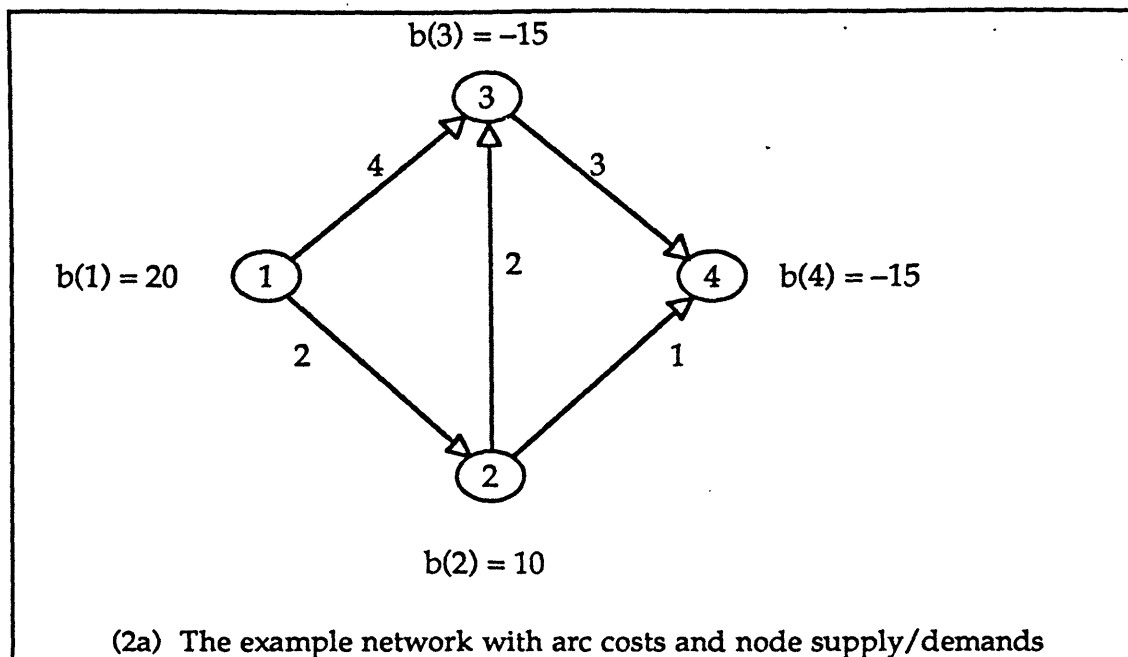 b(3) = –15
3
4
3
b(1) = 20
1
2
4
b(4) = –15
2
1
2
b(2) = 10
(2a) The example network with arc costs and node supply/demands